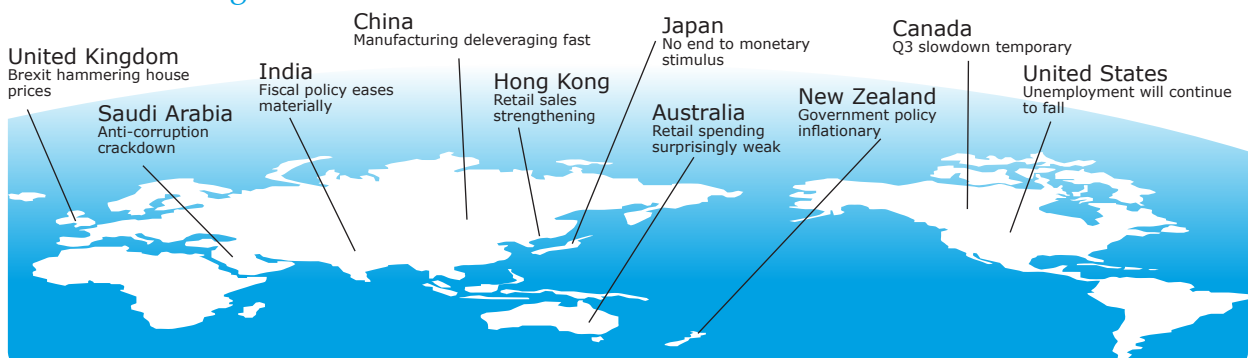 United Kingdom
Brexit hammering house
prices
Saudi Arabia
Anti-corruption
crackdown
India
Fiscal policy eases
materially
China
Manufacturing deleveraging fast
Hong Kong
Retail sales
strengthening
Japan
No end to monetary
stimulus
Australia
Retail spending
surprisingly weak
New Zealand
Government policy
inflationary
Canada
Q3 slowdown temporary
United States
Unemployment will continue
to fall